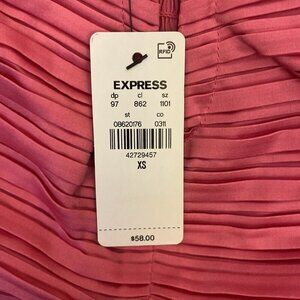 RFID
EXPRESS
dp cl sz
97 862 1101
st co
08620176 0311
42729457
XS
$58.00